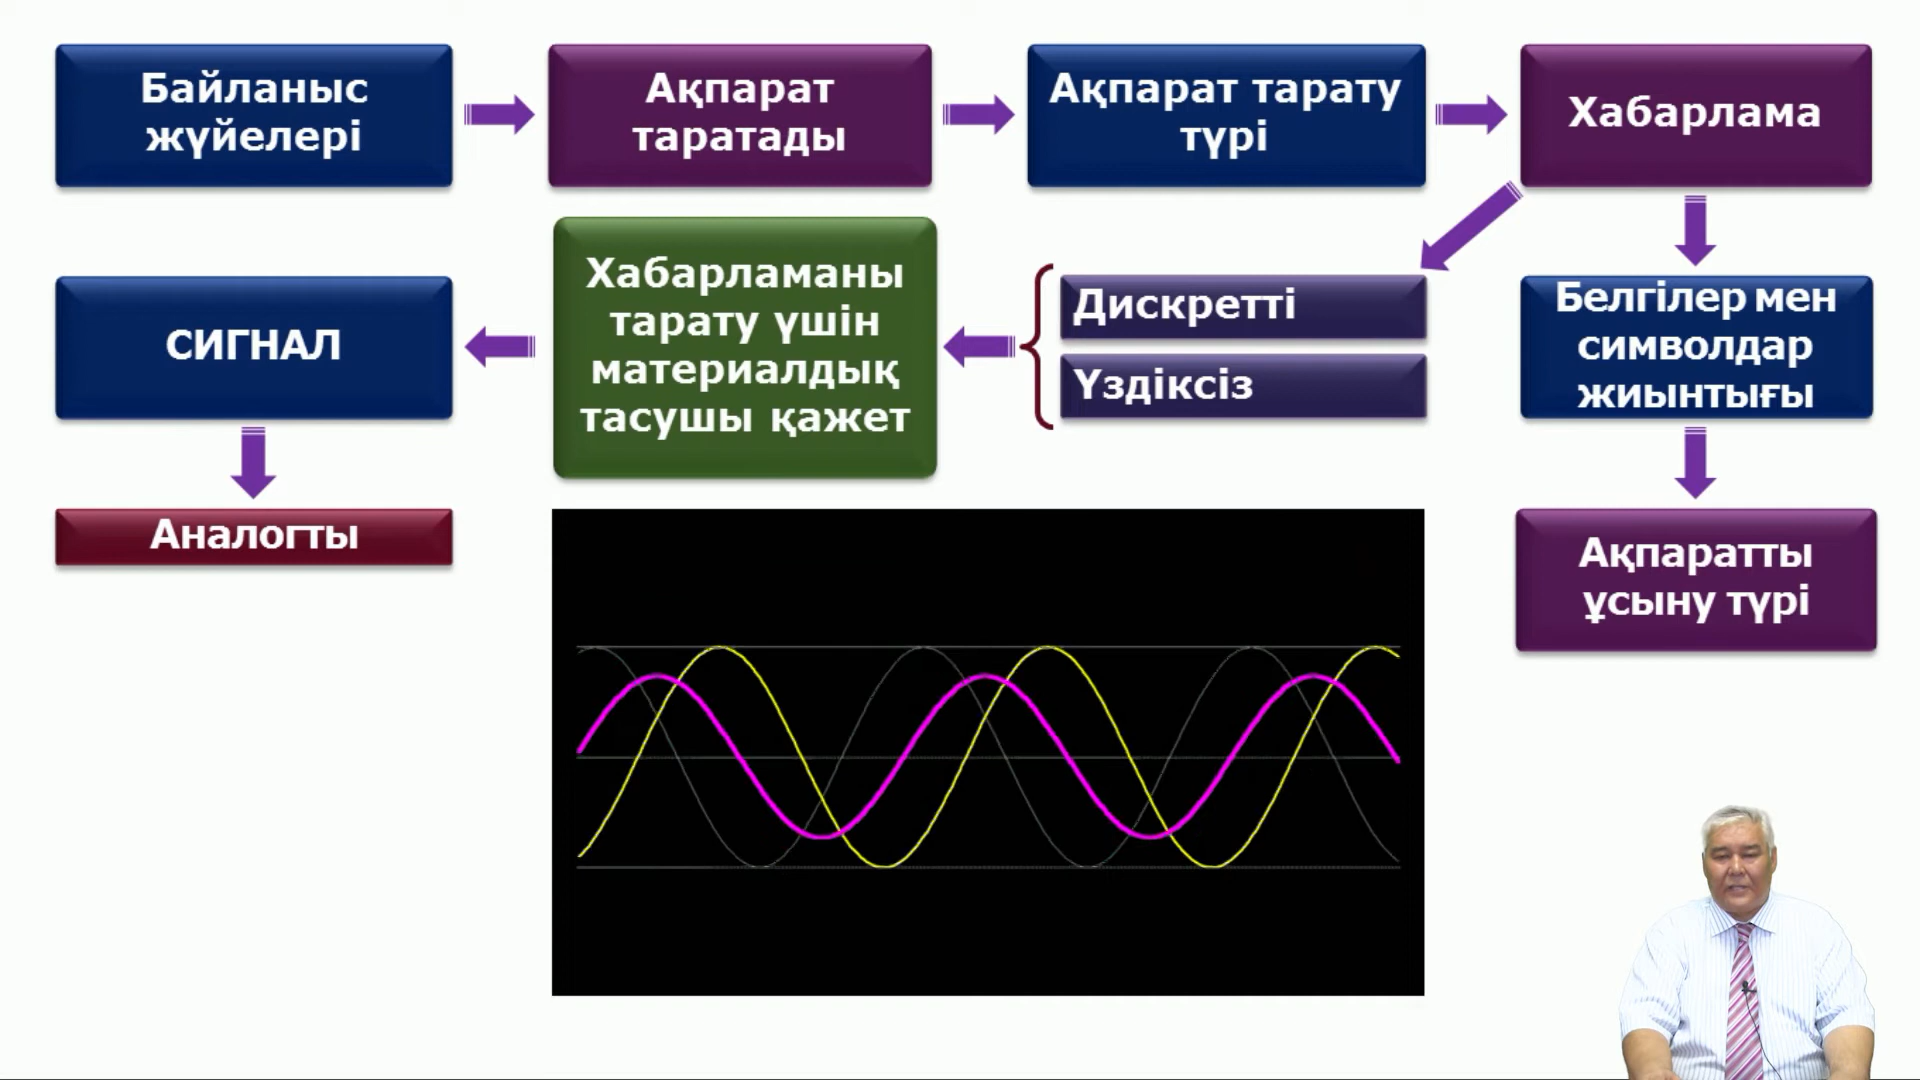 Байланыс
жүйелері
Ақпарат
таратады
Ақпарат тарату
түрі
Хабарлама
СИГНАЛ
Хабарламаны
тарату үшін
материалдық
тасушы қажет
Дискретті
Үздіксіз
Белгілер мен
символдар
жиынтығы
Аналогты
Ақпаратты
ұсыну түрі